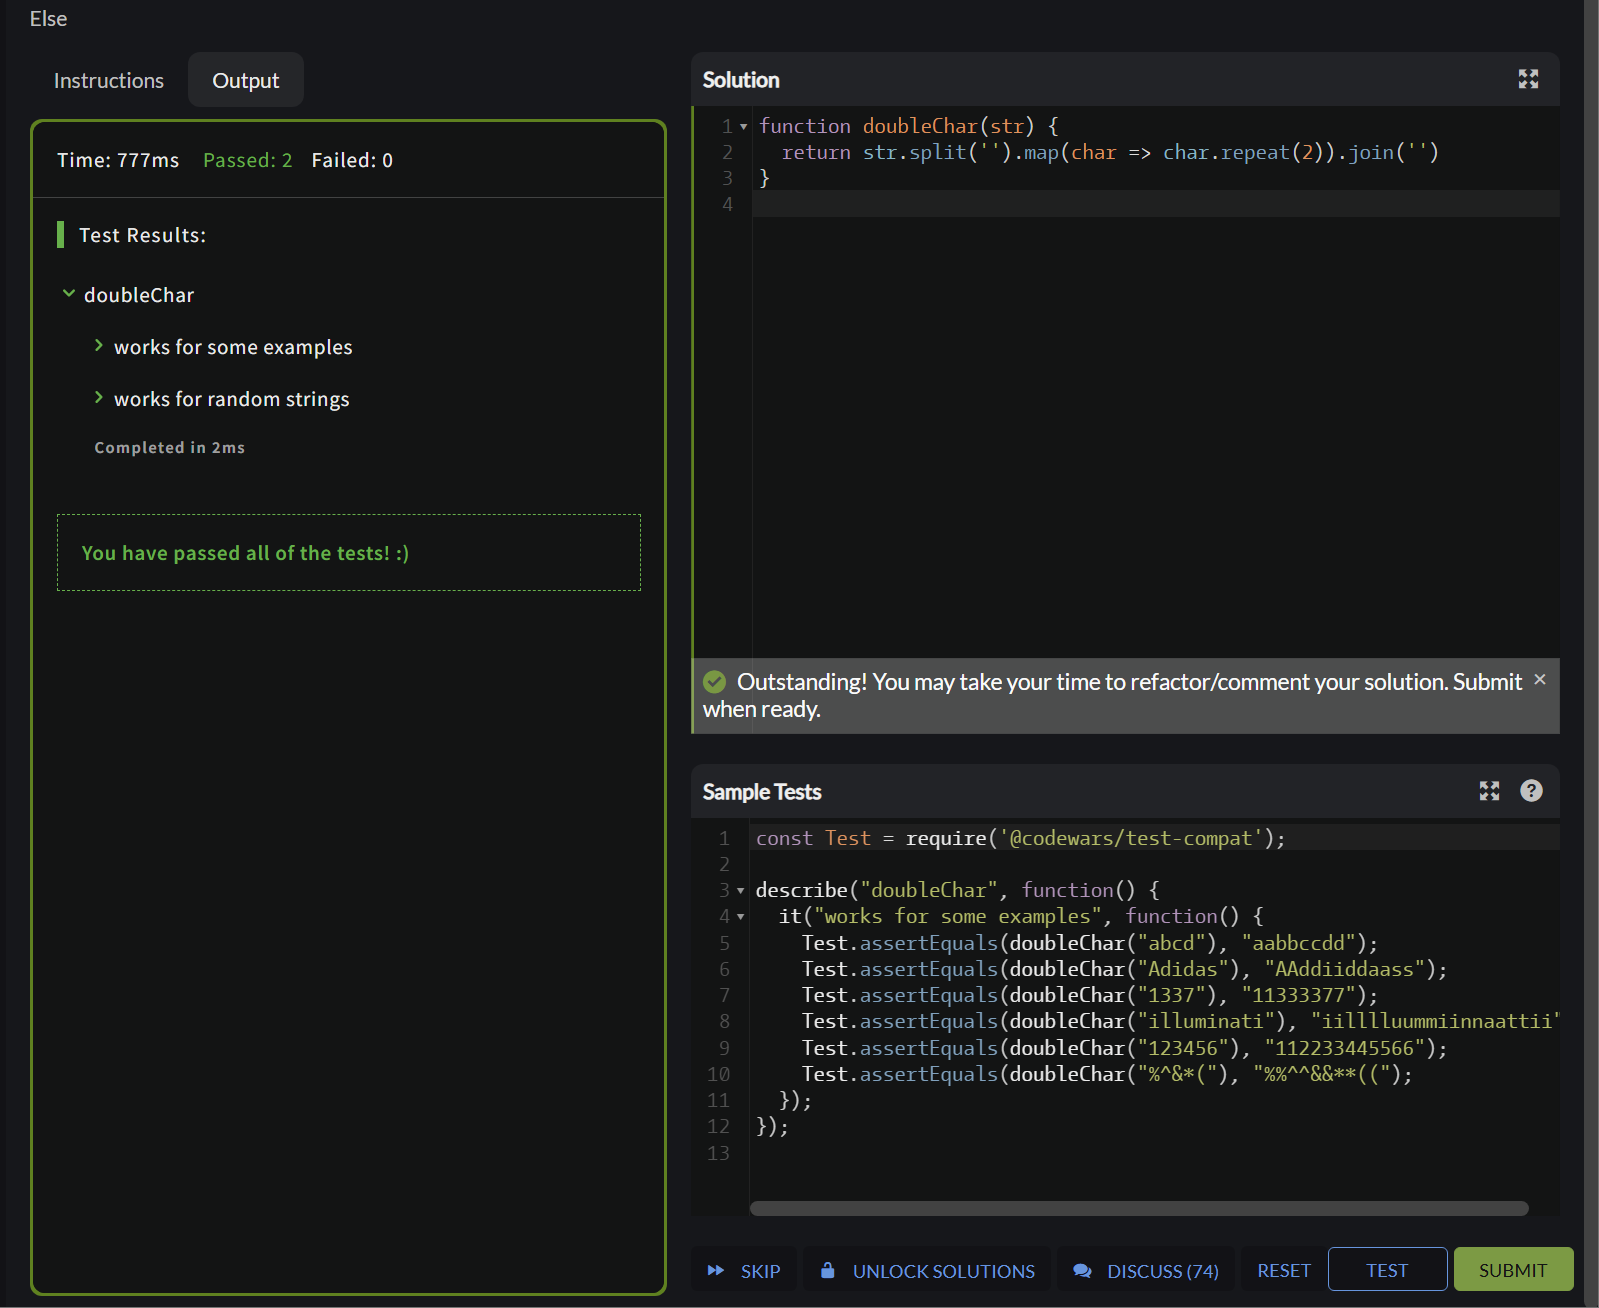 Else
Instructions
Output
Time: 777ms Passed: 2 Failed: 0
Test Results:
doubleChar
works for some examples
works for random strings
Completed in 2ms
You have passed all of the tests! :)
Solution
1 function doubleChar(str) {
2   return str.split('').map(char => char.repeat(2)).join('')
3 }
4
Outstanding! You may take your time to refactor/comment your solution. Submit
when ready.
Sample Tests
1 const Test = require('@codewars/test-compat');
2
3 describe("doubleChar", function() {
4   it("works for some examples", function() {
5     Test.assertEquals(doubleChar("abcd"), "aabbccdd");
6     Test.assertEquals(doubleChar("Adidas"), "AAddiiddaass");
7     Test.assertEquals(doubleChar("1337"), "11333377");
8     Test.assertEquals(doubleChar("illuminati"), "iilllluummiinnaattii"
9     Test.assertEquals(doubleChar("123456"), "112233445566");
10     Test.assertEquals(doubleChar("%^&*("), "%%^^&&**((");
11   });
12 });
13
SKIP
UNLOCK SOLUTIONS
DISCUSS (74)
RESET
TEST
SUBMIT